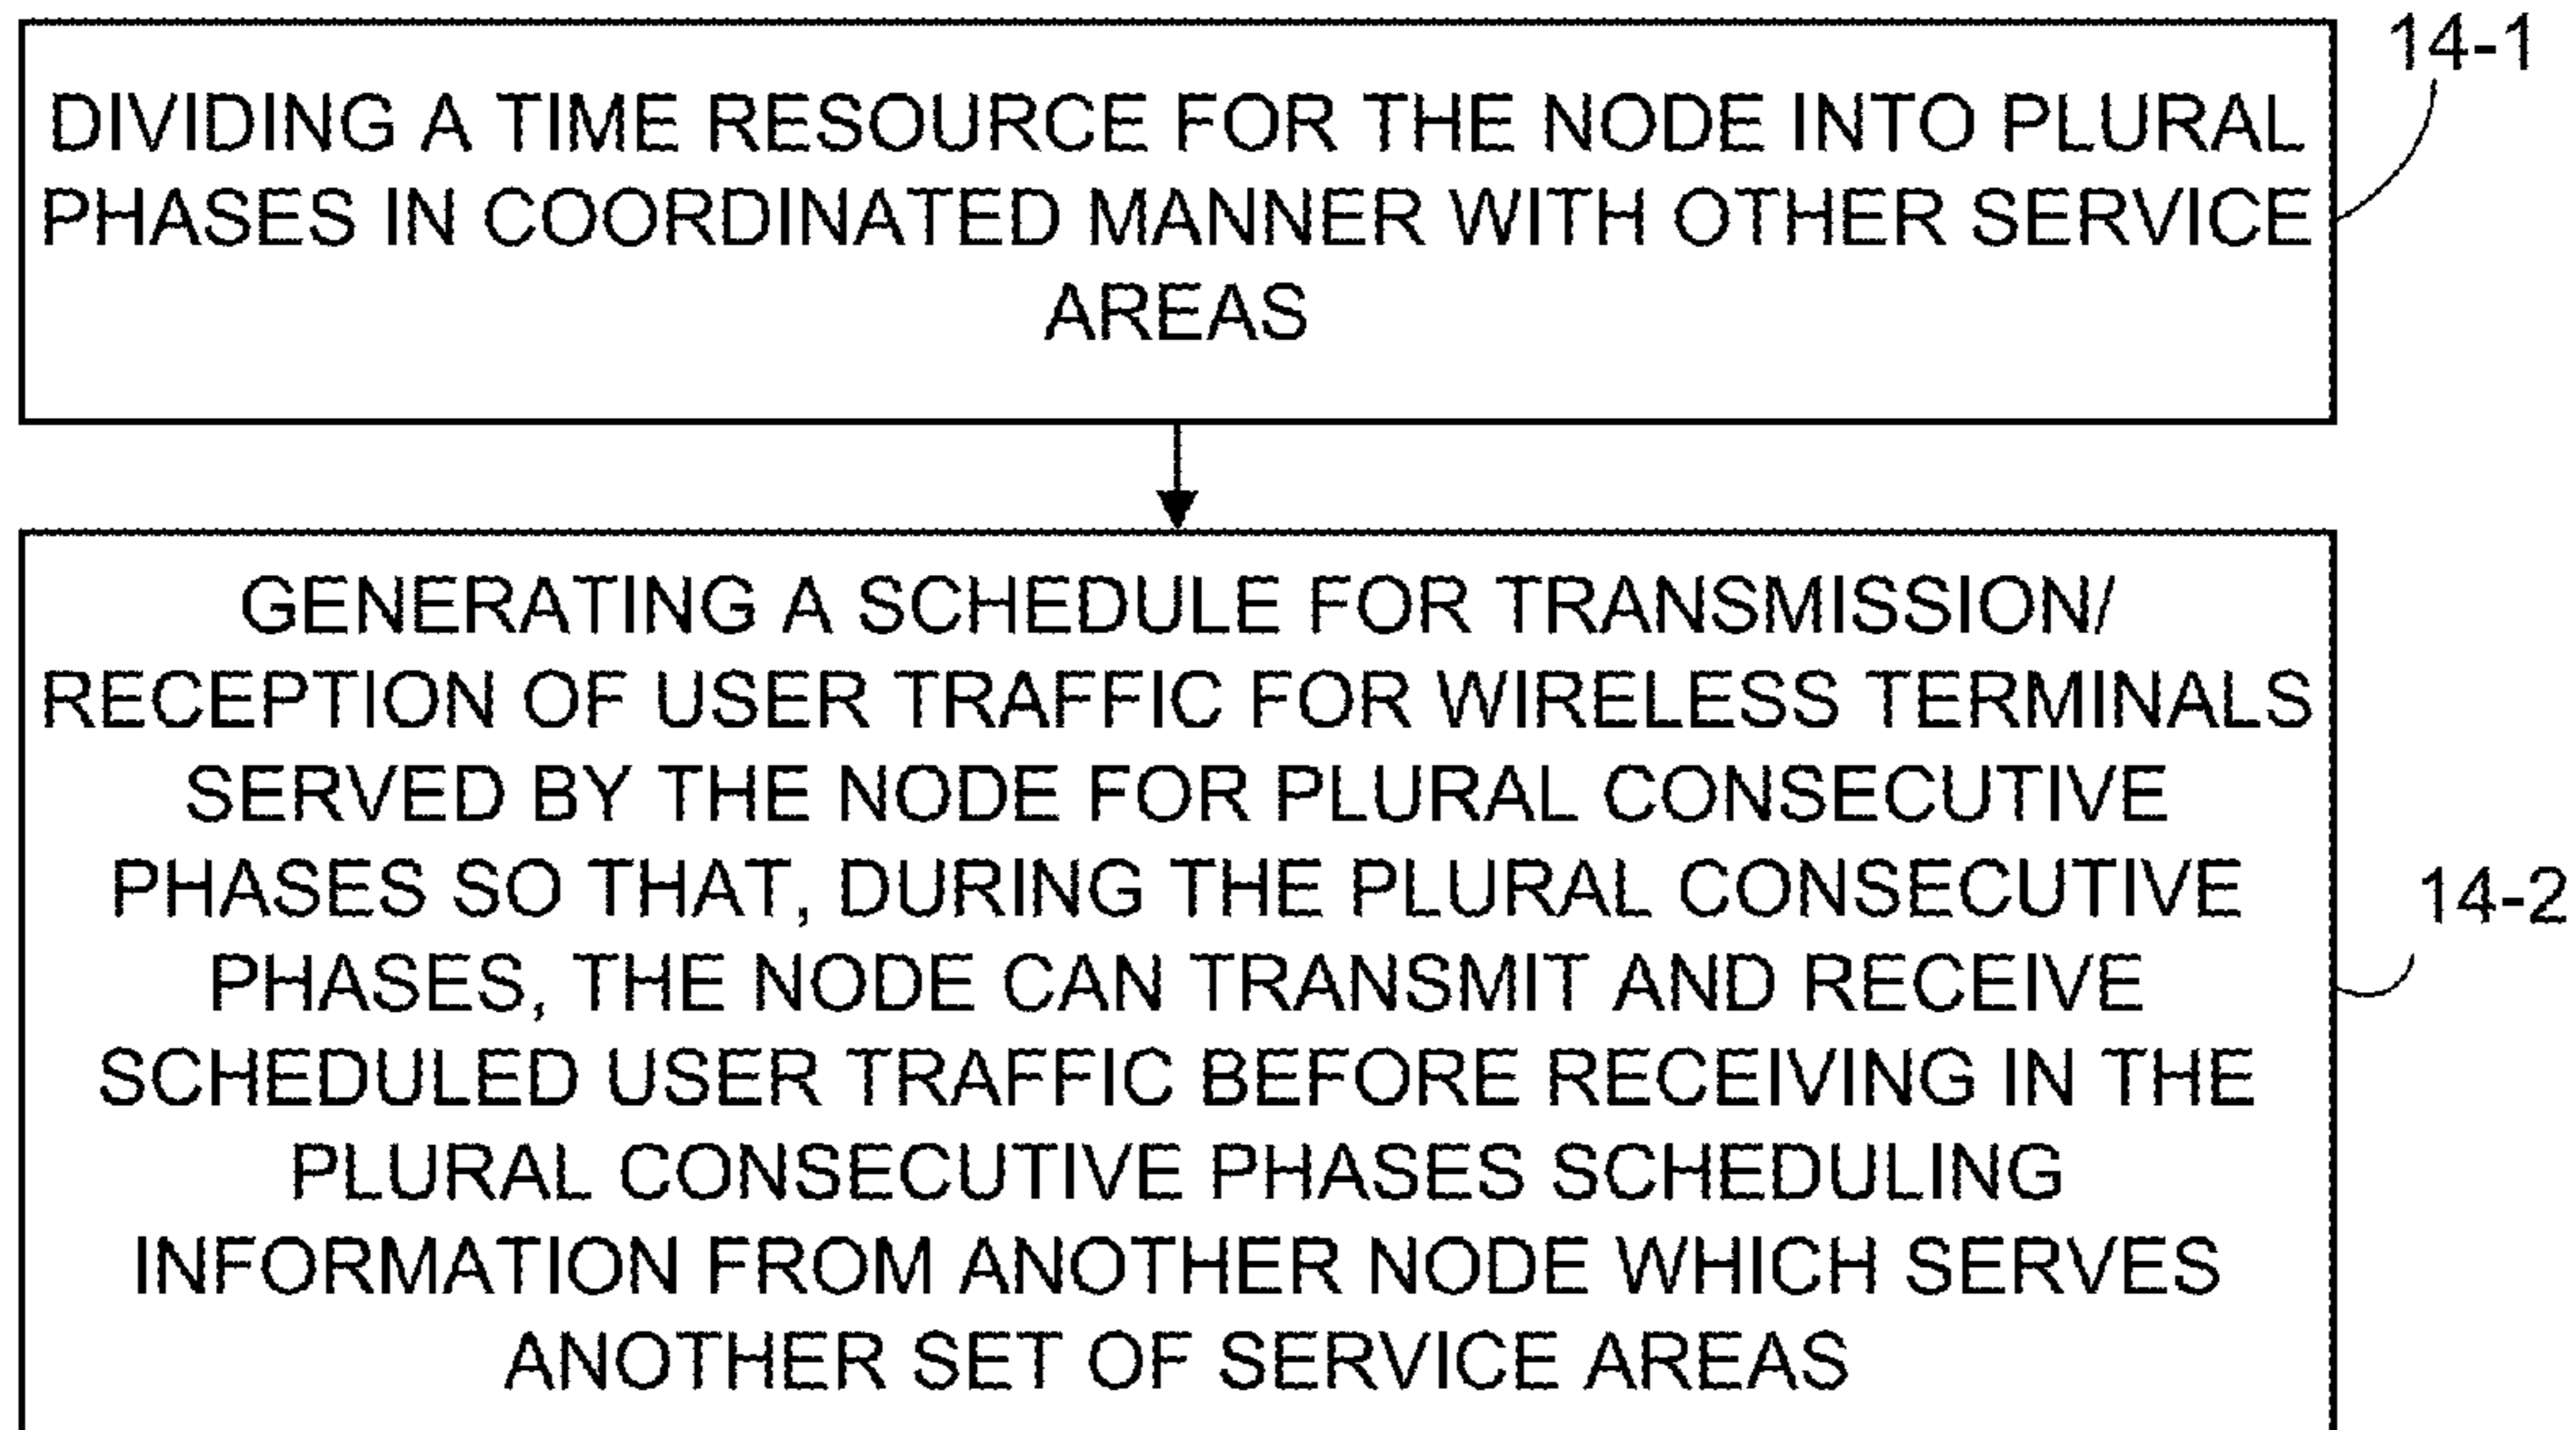 14-1
DIVIDING A TIME RESOURCE FOR THE NODE INTO PLURAL
PHASES IN COORDINATED MANNER WITH OTHER SERVICE
AREAS
GENERATING A SCHEDULE FOR TRANSMISSION/
RECEPTION OF USER TRAFFIC FOR WIRELESS TERMINALS
SERVED BY THE NODE FOR PLURAL CONSECUTIVE
PHASES SO THAT, DURING THE PLURAL CONSECUTIVE
14-2
PHASES, THE NODE CAN TRANSMIT AND RECEIVE
SCHEDULED USER TRAFFIC BEFORE RECEIVING IN THE
PLURAL CONSECUTIVE PHASES SCHEDULING
INFORMATION FROM ANOTHER NODE WHICH SERVES
ANOTHER SET OF SERVICE AREAS